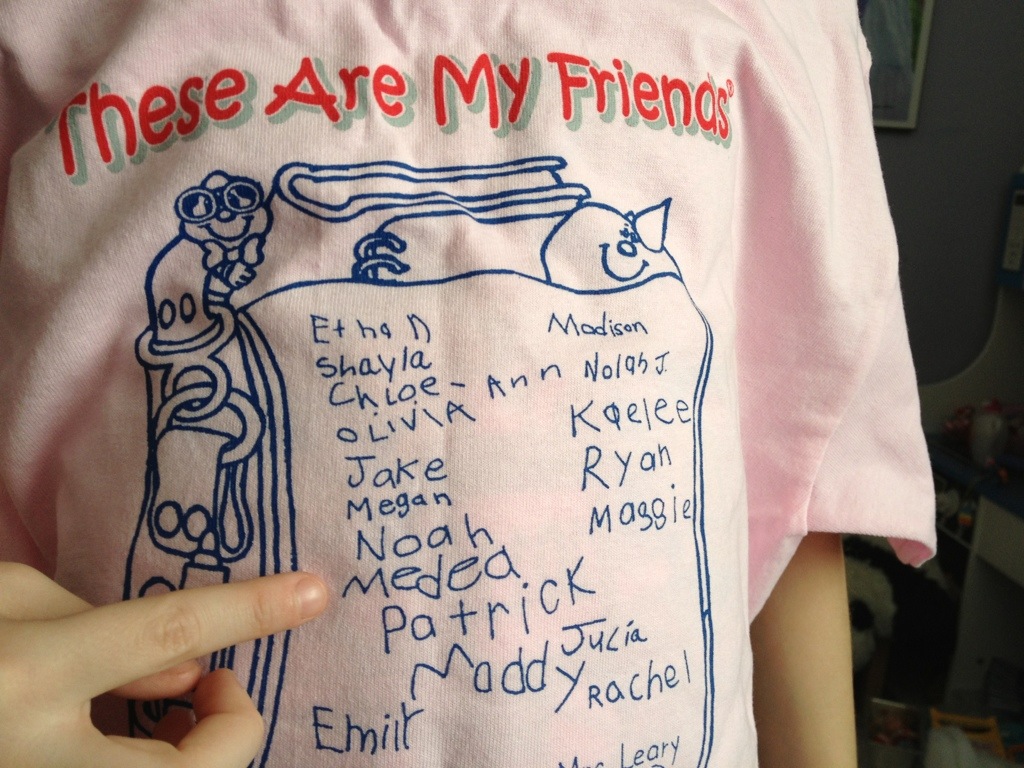 These Are My Friends®
Ethan
Shayla
Chloe-Ann
OLIVIA
Jake
Megan
Noah
Medea
Patrick
Maddy
Emily
Madison
Nolan J.
Kaelee
Ryan
Maggie
Julia
Rachel
Mrs. Leary